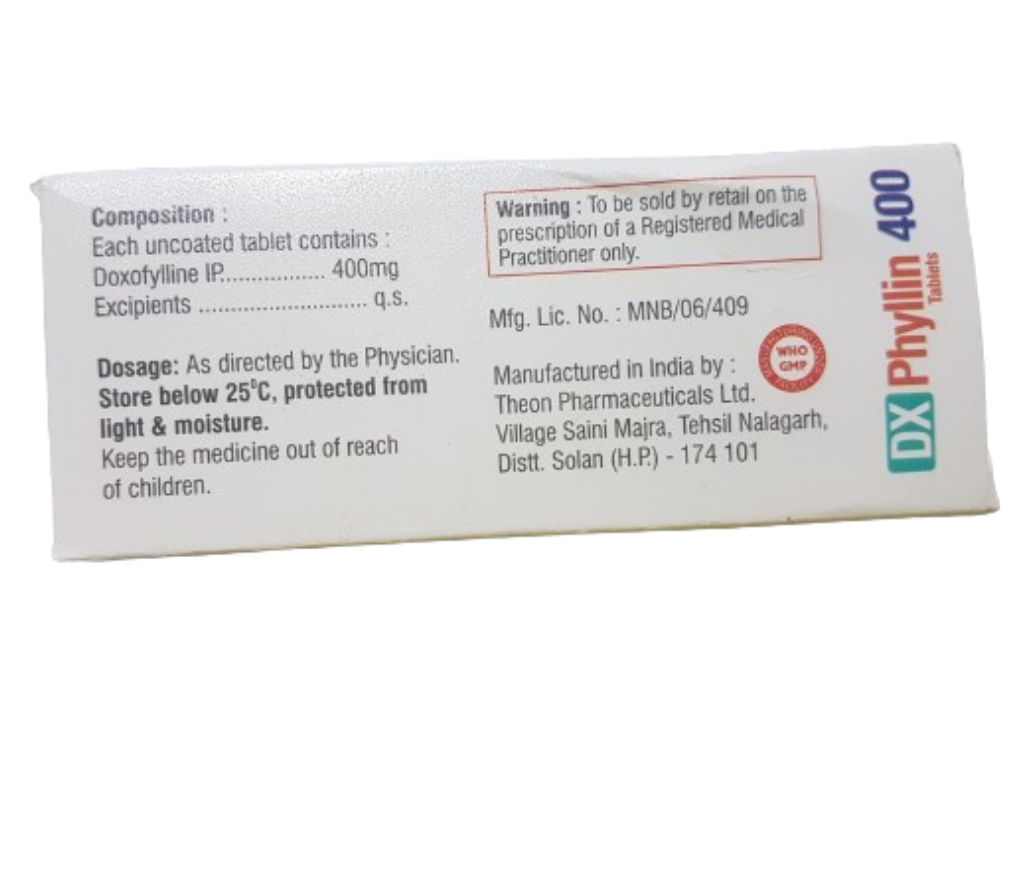 Composition :
Each uncoated tablet contains :
Doxofylline IP................. 400mg
Excipients .......................... q.s.
Dosage: As directed by the Physician.
Store below 25⁰C, protected from
light & moisture.
Keep the medicine out of reach
of children.
Warning : To be sold by retail on the
prescription of a Registered Medical
Practitioner only.
Mfg. Lic. No. : MNB/06/409
Manufactured in India by :
Theon Pharmaceuticals Ltd.
Village Saini Majra, Tehsil Nalagarh,
Distt. Solan (H.P.) - 174 101
WHO
GMP
DX Phyllin 400
Tablets